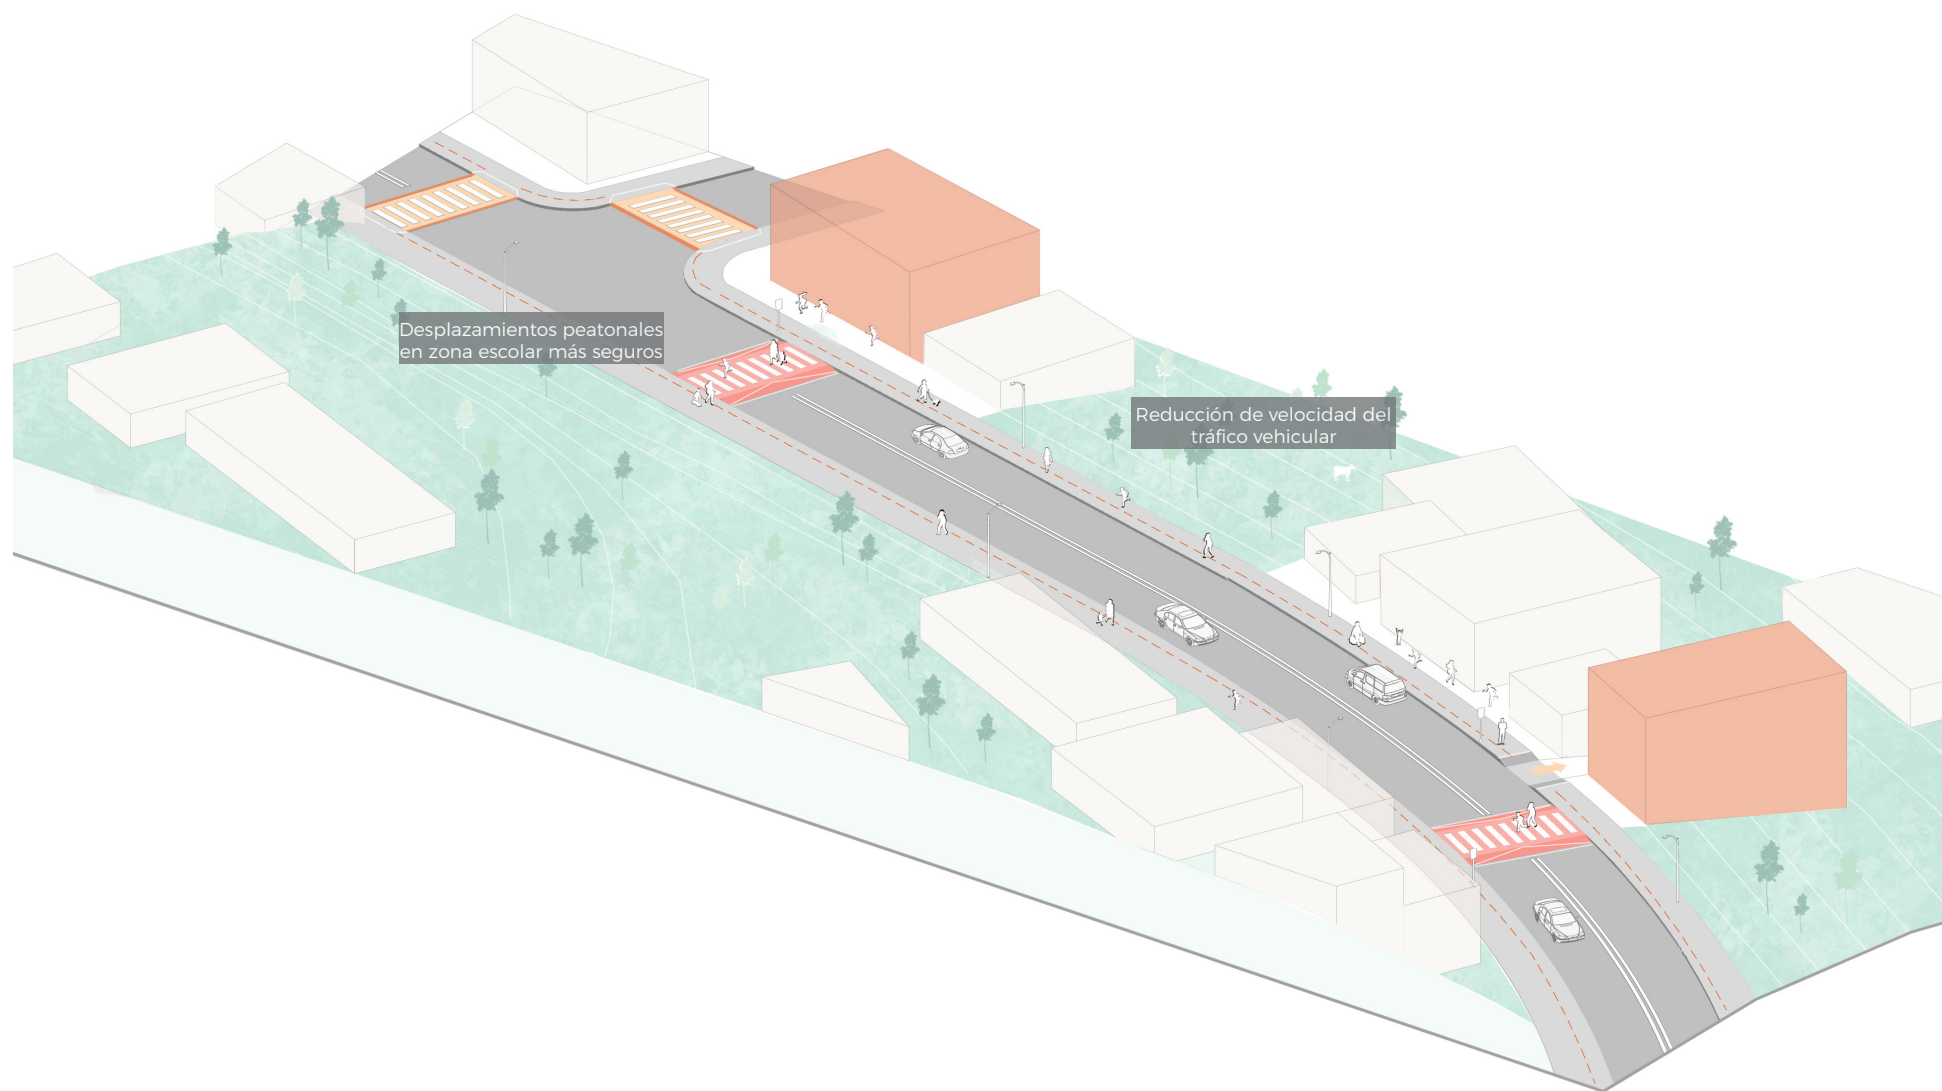 Desplazamientos peatonales
en zona escolar más seguros
Reducción de velocidad del
tráfico vehicular